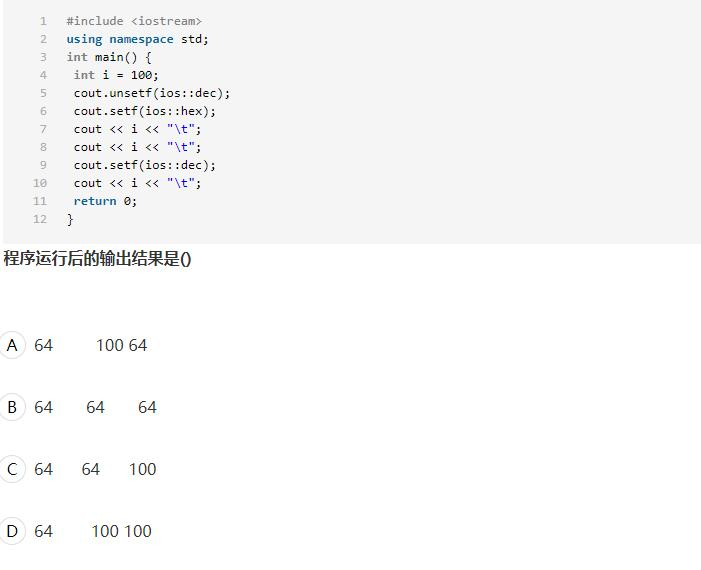 1 #include <iostream>
2 using namespace std;
3 int main() {
4 int i = 100;
5 cout.unsetf(ios::dec);
6 cout.setf(ios::hex);
7 cout << i << "\t";
8 cout << i << "\t";
9 cout.setf(ios::dec);
10 cout << i << "\t";
11 return 0;
12 }
程序运行后的输出结果是()
A 64 100 64
B 64 64 64
C 64 64 100
D 64 100 100